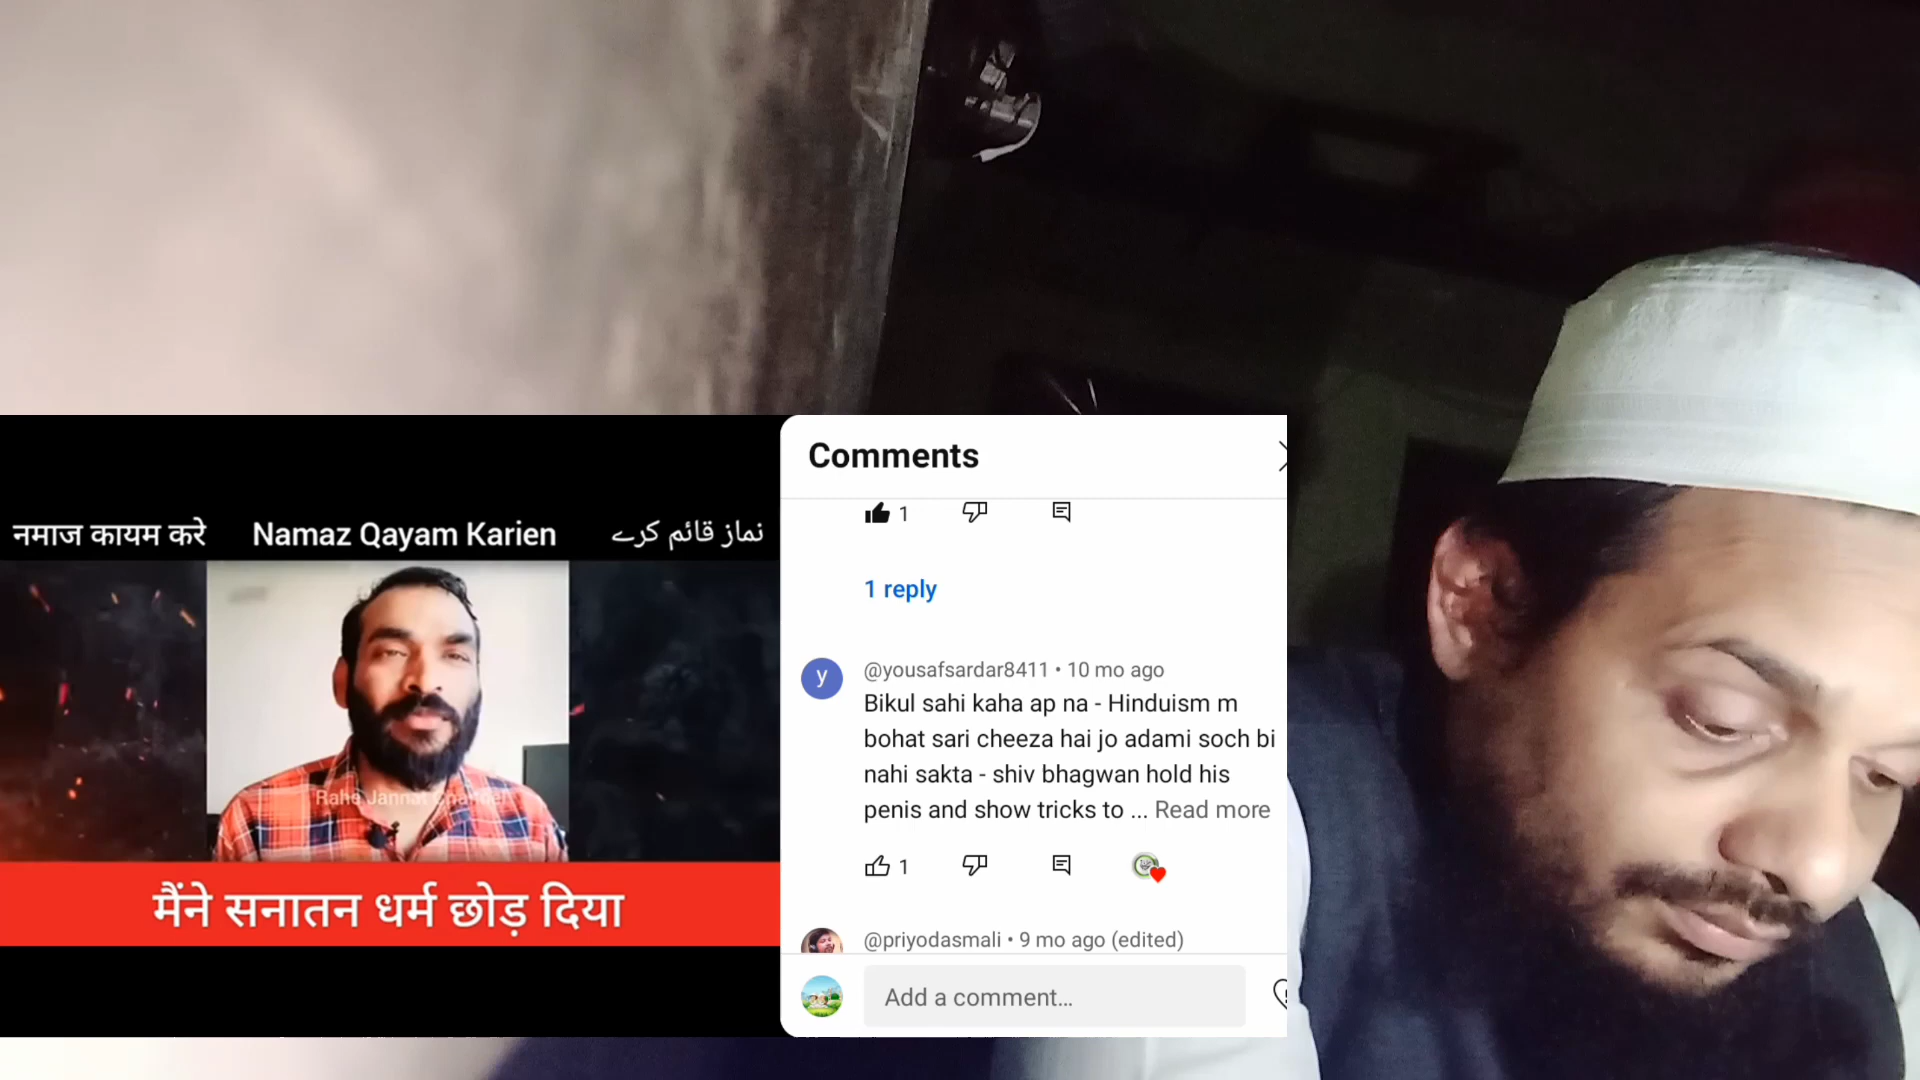 नमाज कायम करे
Namaz Qayam Karien
نماز قائم کرے
Rahe Jannat Channel
मैंने सनातन धर्म छोड़ दिया
Comments
1
1 reply
y
@yousafsardar8411 • 10 mo ago
Bikul sahi kaha ap na - Hinduism m
bohat sari cheeza hai jo adami soch bi
nahi sakta - shiv bhagwan hold his
penis and show tricks to ... Read more
1
@priyodasmali • 9 mo ago (edited)
Add a comment...